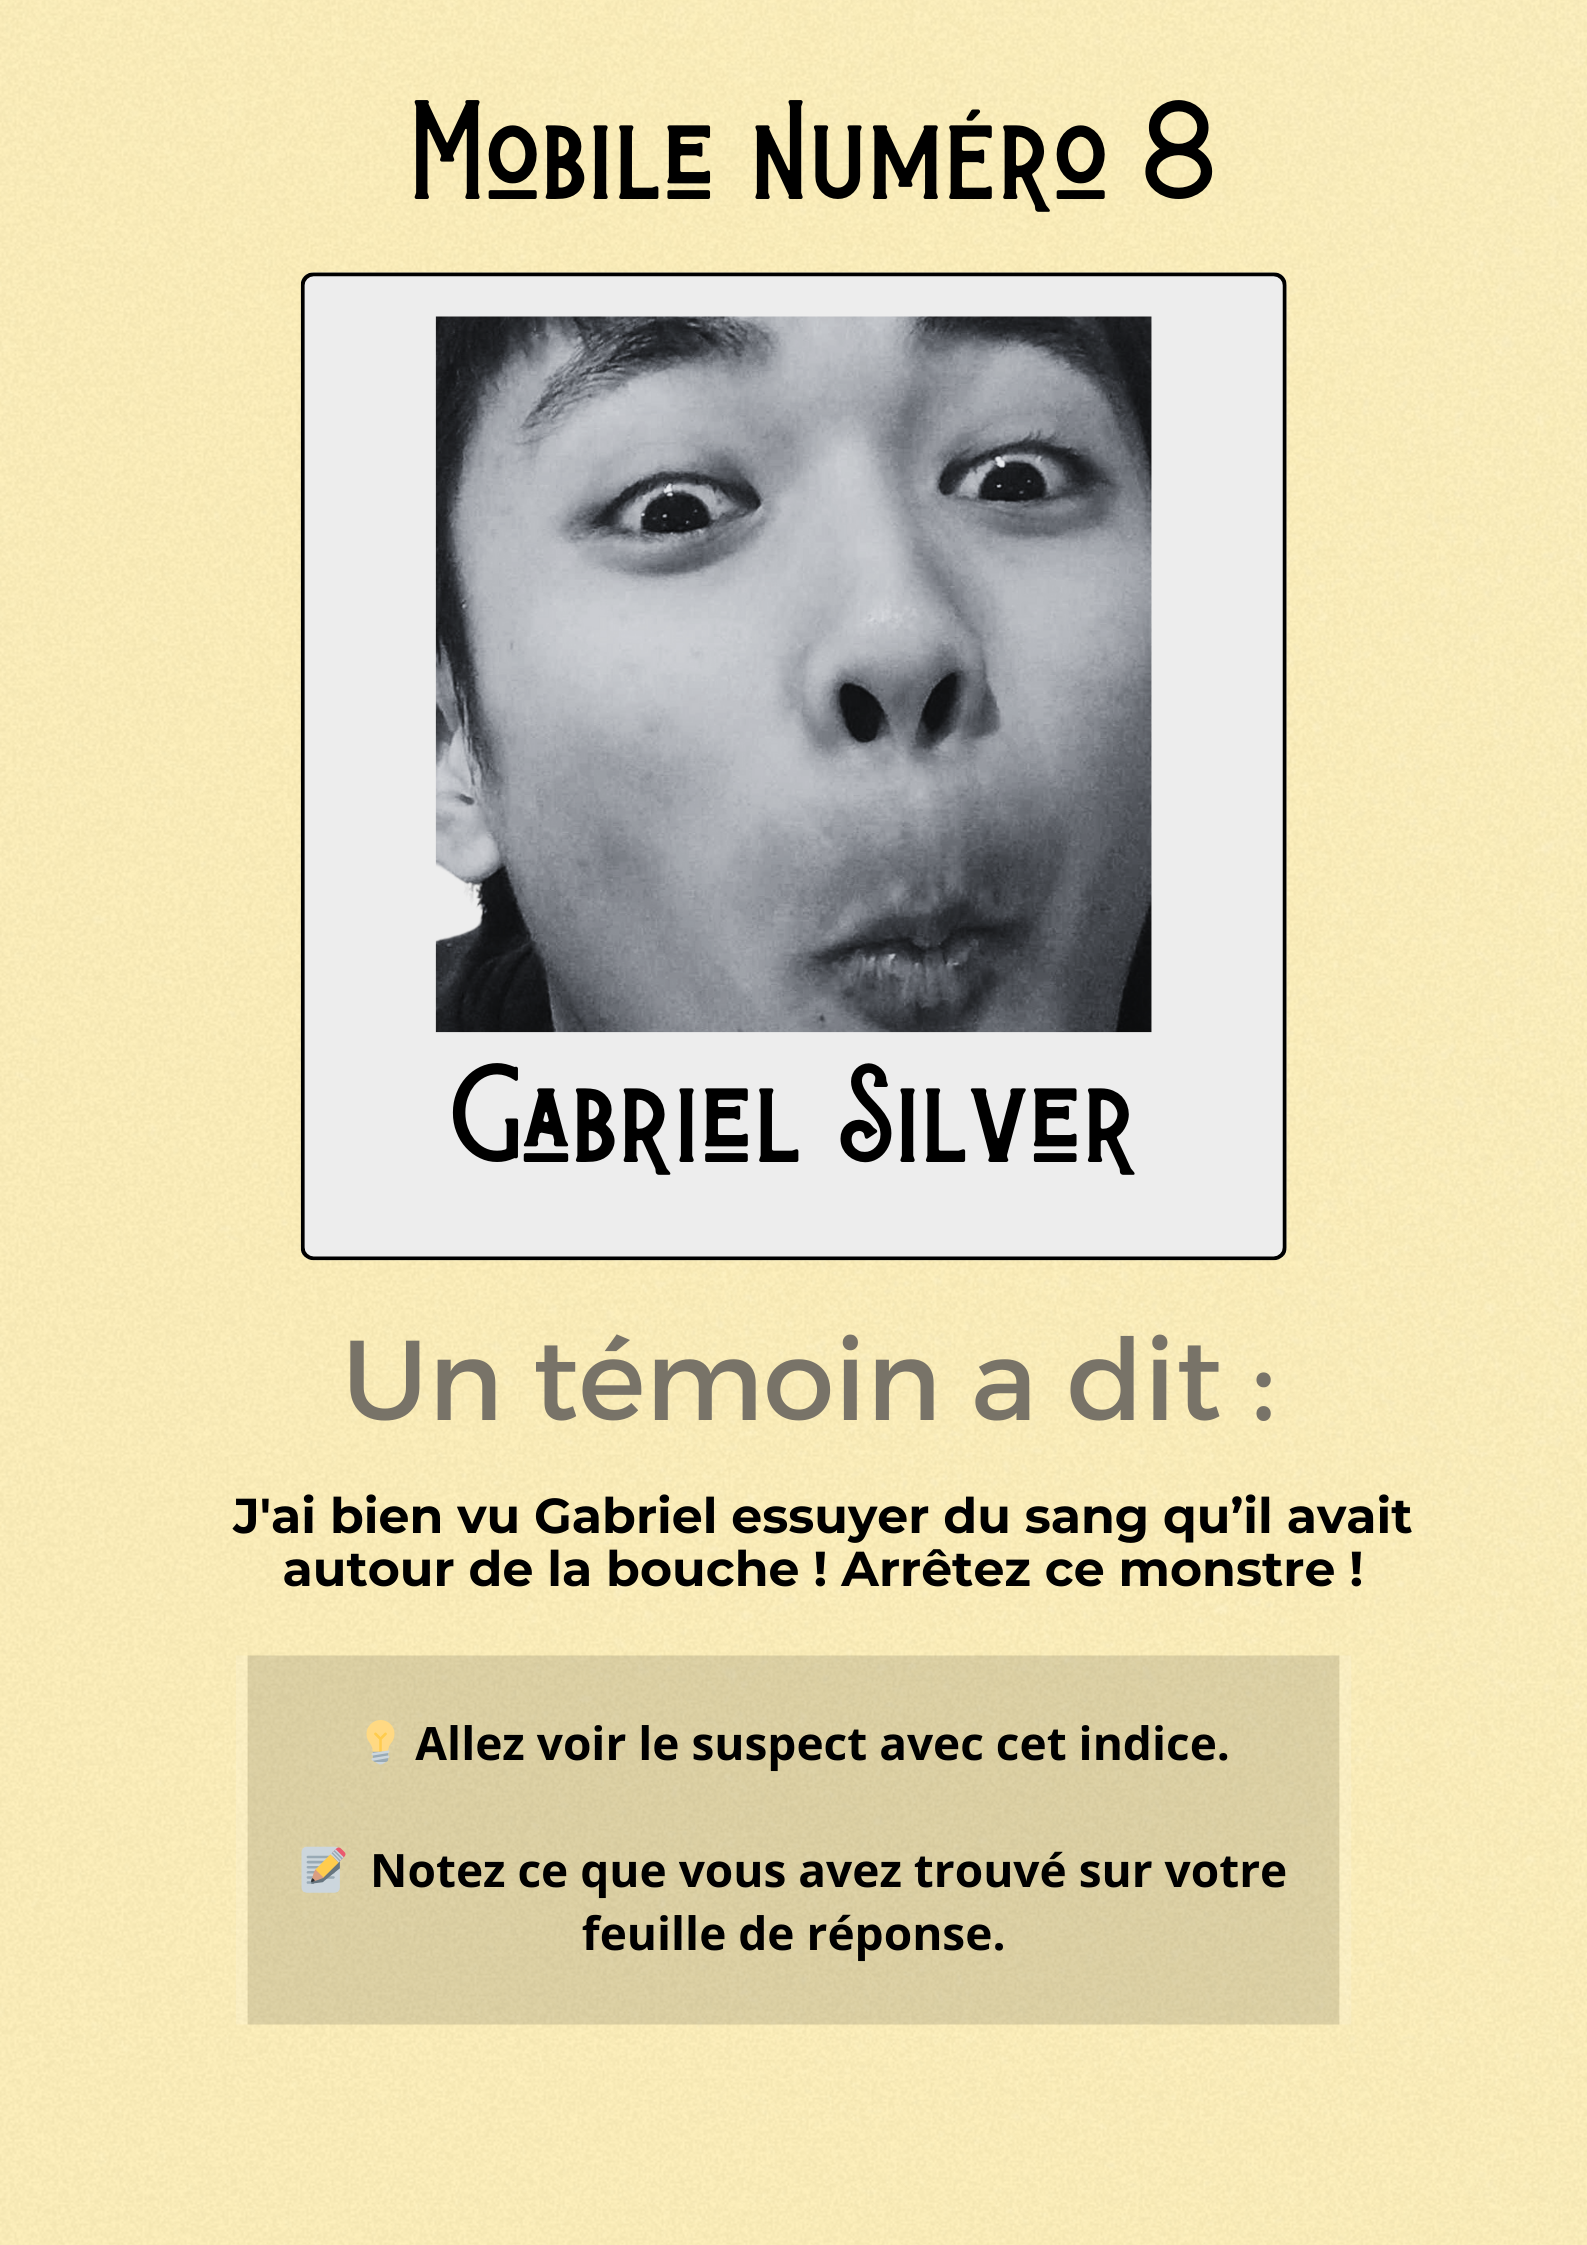 Mobile numéro 8
Gabriel Silver
Un témoin a dit :
J'ai bien vu Gabriel essuyer du sang qu’il avait
autour de la bouche ! Arrêtez ce monstre !
💡 Allez voir le suspect avec cet indice.
📝 Notez ce que vous avez trouvé sur votre
feuille de réponse.